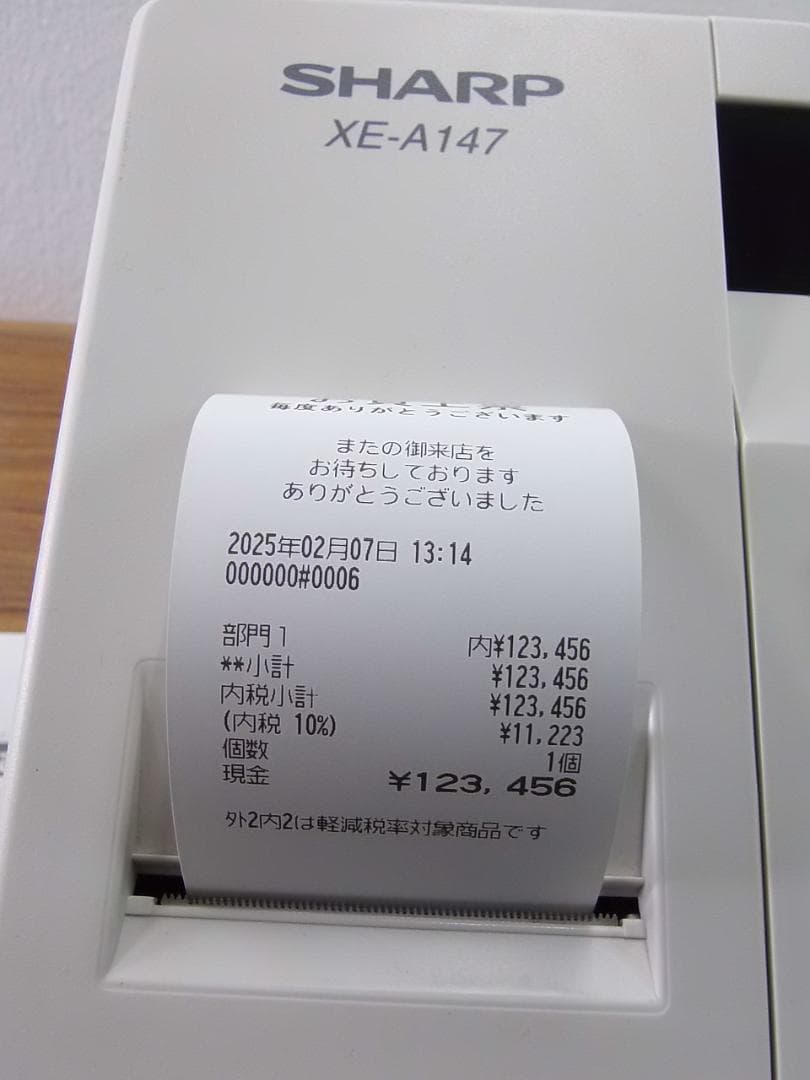 SHARP
XE-A147
毎度ありがとうございます
またの御来店を
お待ちしております
ありがとうございました
2025年02月07日 13:14
000000#0006
部門1 内¥123,456
**小計 ¥123,456
内税小計 ¥123,456
(内税 10%) ¥11,223
個数 1個
現金 ¥123,456
外2内2は軽減税率対象商品です